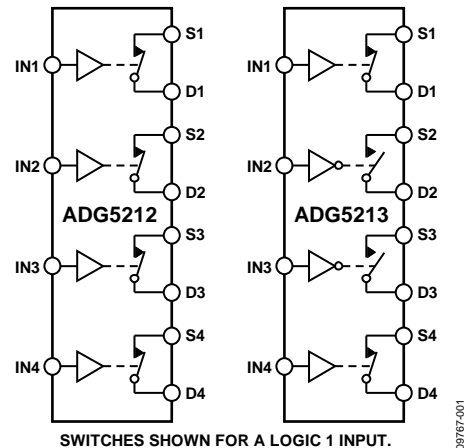 S1
IN1
D1
S2
IN2
D2
ADG5212
S3
IN3
D3
S4
IN4
D4
S1
IN1
D1
S2
IN2
D2
ADG5213
S3
IN3
D3
S4
IN4
D4
SWITCHES SHOWN FOR A LOGIC 1 INPUT.
09767-001